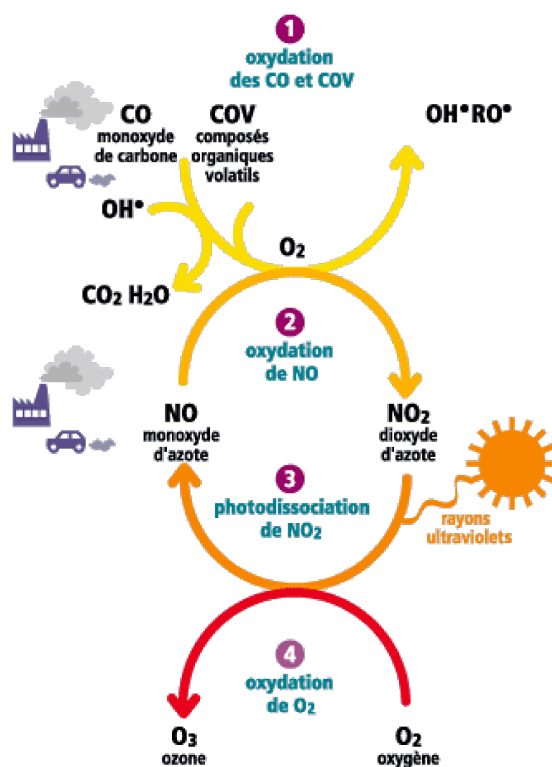 1
oxydation
des CO et COV
CO
monoxyde
de carbone
COV
composés
organiques
volatils
OH•RO•
OH•
O₂
CO₂ H₂O
2
oxydation
de NO
NO
monoxyde
d'azote
NO₂
dioxyde
d'azote
3
photodissociation
de NO₂
rayons
ultraviolets
4
oxydation
de O₂
O₃
ozone
O₂
oxygène